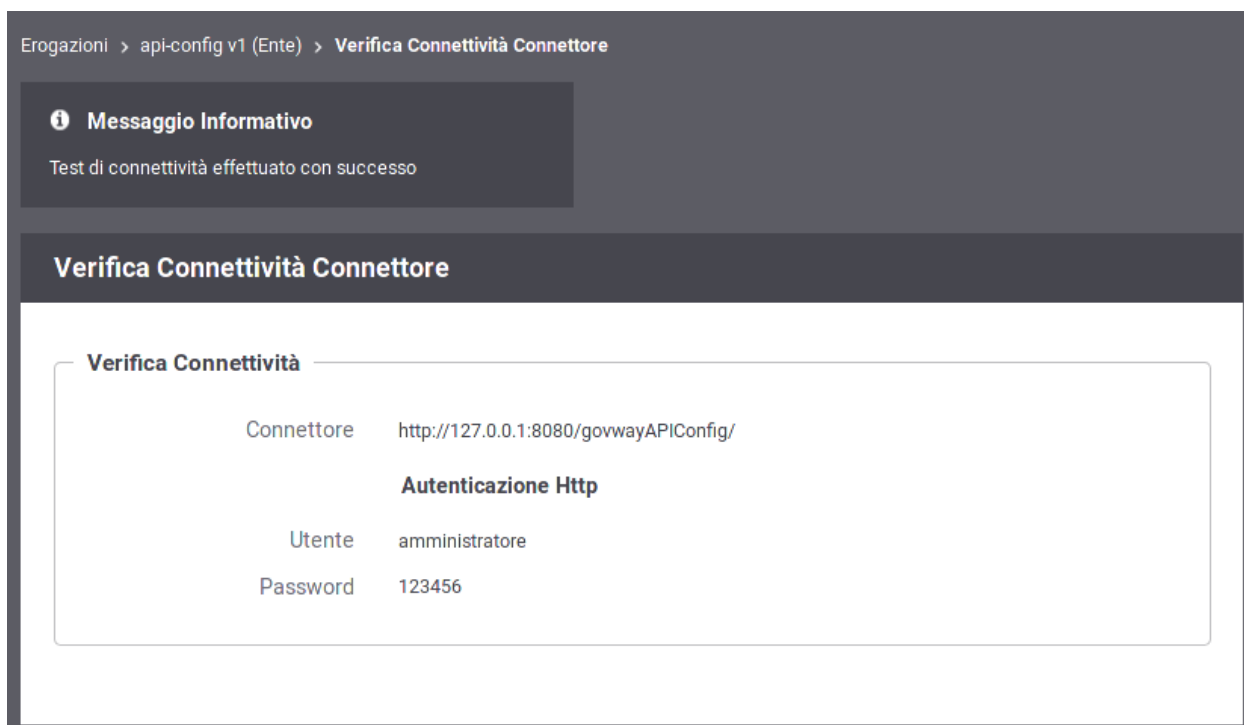 Erogazioni > api-config v1 (Ente) > Verifica Connettività Connettore
Messaggio Informativo
Test di connettività effettuato con successo
Verifica Connettività Connettore
Verifica Connettività
Connettore http://127.0.0.1:8080/govwayAPIConfig/
Autenticazione Http
Utente amministratore
Password 123456